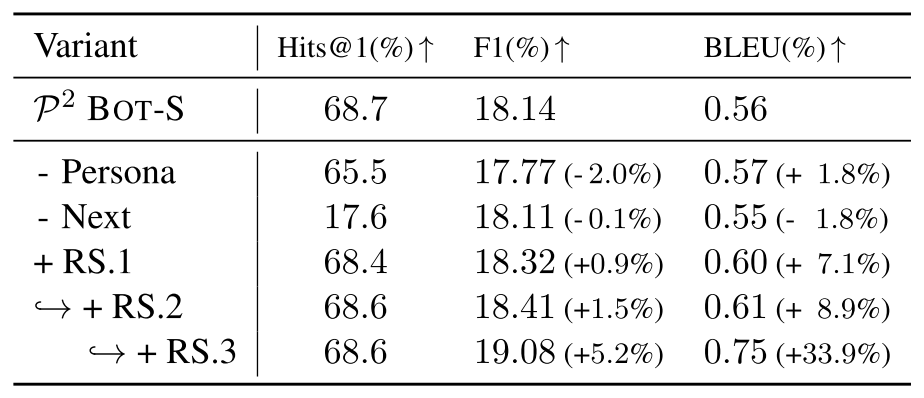 Variant Hits@1(%)↑ F1(%)↑ BLEU(%)↑
𝒫² BOT-S 68.7 18.14 0.56
- Persona 65.5 17.77 (- 2.0%) 0.57 (+ 1.8%)
- Next 17.6 18.11 (- 0.1%) 0.55 (- 1.8%)
+ RS.1 68.4 18.32 (+0.9%) 0.60 (+ 7.1%)
↪ + RS.2 68.6 18.41 (+1.5%) 0.61 (+ 8.9%)
↪ + RS.3 68.6 19.08 (+5.2%) 0.75 (+33.9%)